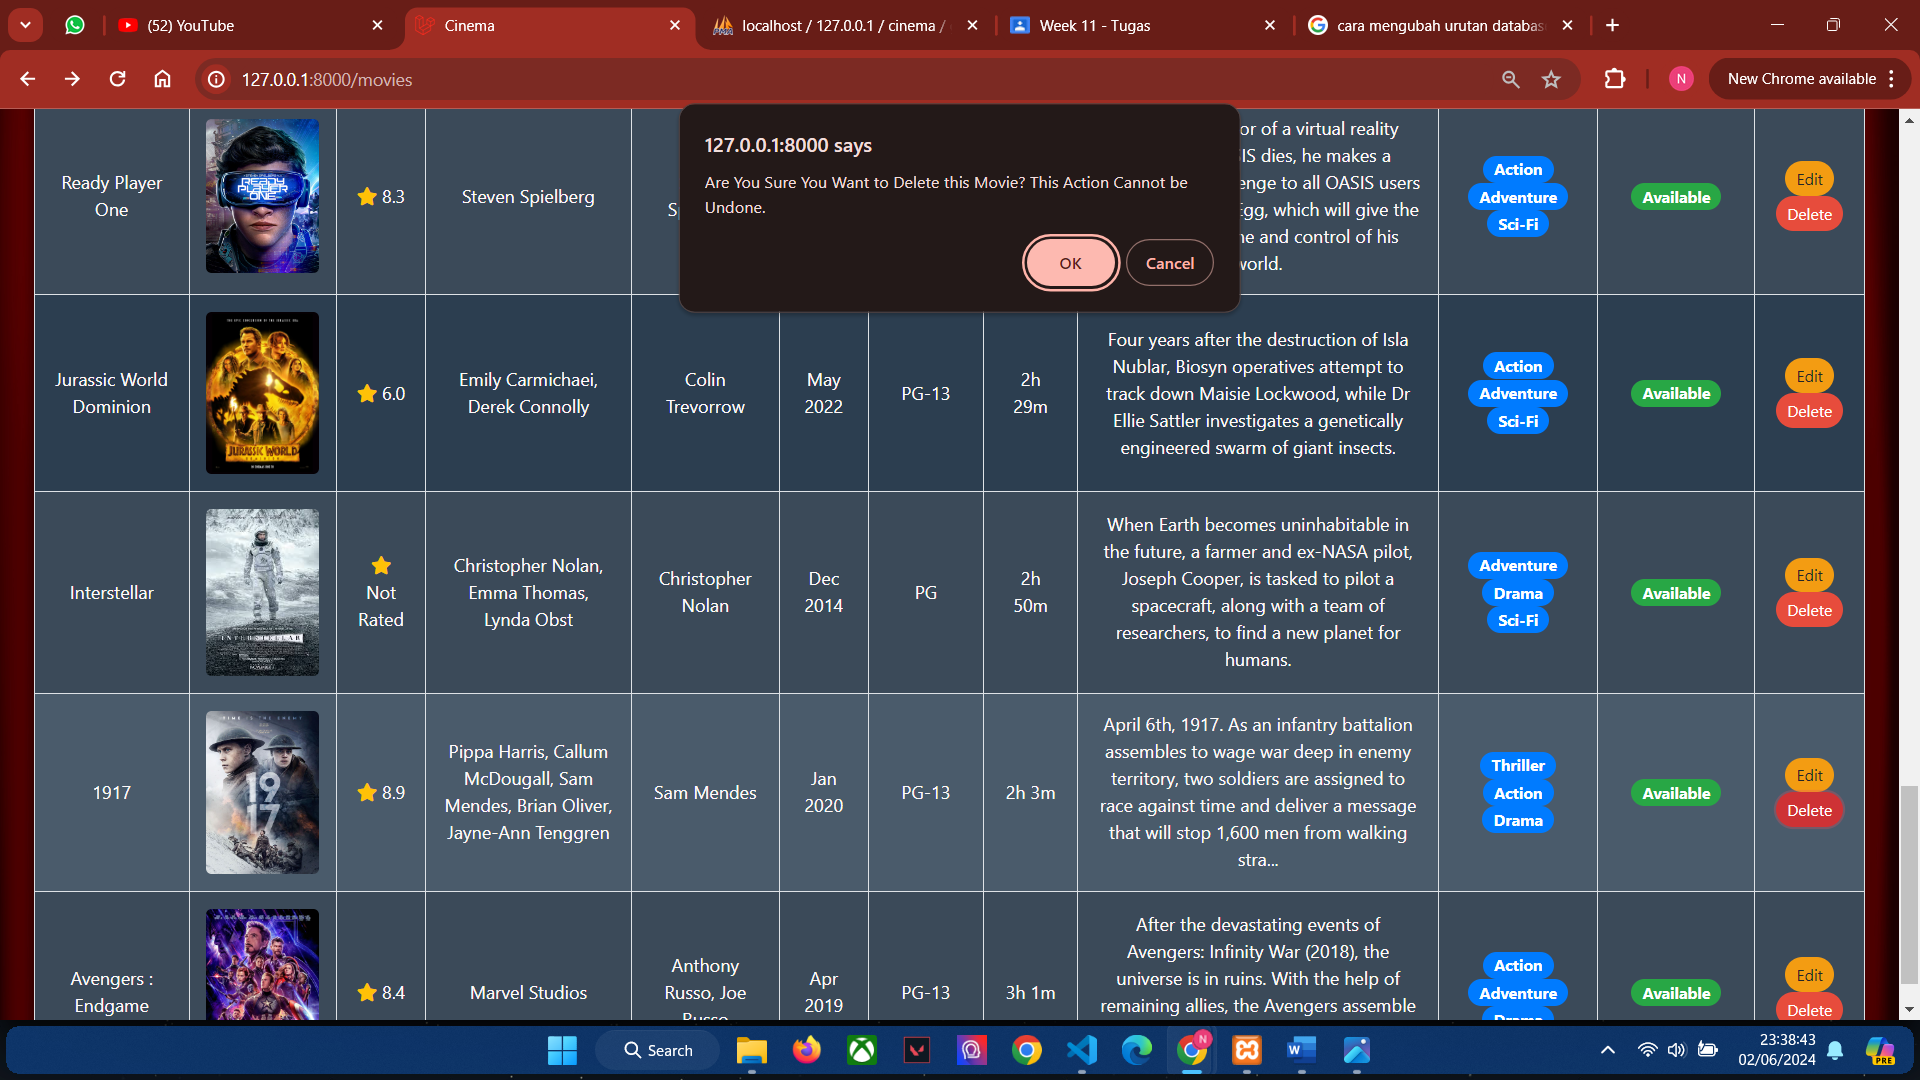 (52) YouTube
Cinema
localhost / 127.0.0.1 / cinema /
Week 11 - Tugas
cara mengubah urutan databas
127.0.0.1:8000/movies
N
New Chrome available
127.0.0.1:8000 says
Are You Sure You Want to Delete this Movie? This Action Cannot be
Undone.
OK
Cancel
Ready Player
One
READY
PLAYER
ONE
8.3
Steven Spielberg
or of a virtual reality
IS dies, he makes a
enge to all OASIS users
Egg, which will give the
and control of his
world.
Action
Adventure
Sci-Fi
Available
Edit
Delete
Jurassic World
Dominion
JURASSIC WORLD
6.0
Emily Carmichaei,
Derek Connolly
Colin
Trevorrow
May
2022
PG-13
2h
29m
Four years after the destruction of Isla
Nublar, Biosyn operatives attempt to
track down Maisie Lockwood, while Dr
Ellie Sattler investigates a genetically
engineered swarm of giant insects.
Action
Adventure
Sci-Fi
Available
Edit
Delete
Interstellar
INTERSTELLAR
Not
Rated
Christopher Nolan,
Emma Thomas,
Lynda Obst
Christopher
Nolan
Dec
2014
PG
2h
50m
When Earth becomes uninhabitable in
the future, a farmer and ex-NASA pilot,
Joseph Cooper, is tasked to pilot a
spacecraft, along with a team of
researchers, to find a new planet for
humans.
Adventure
Drama
Sci-Fi
Available
Edit
Delete
1917
TIME IS THE ENEMY
19
17
8.9
Pippa Harris, Callum
McDougall, Sam
Mendes, Brian Oliver,
Jayne-Ann Tenggren
Sam Mendes
Jan
2020
PG-13
2h 3m
April 6th, 1917. As an infantry battalion
assembles to wage war deep in enemy
territory, two soldiers are assigned to
race against time and deliver a message
that will stop 1,600 men from walking
stra...
Thriller
Action
Drama
Available
Edit
Delete
Avengers :
Endgame
8.4
Marvel Studios
Anthony
Russo, Joe
Russo
Apr
2019
PG-13
3h 1m
After the devastating events of
Avengers: Infinity War (2018), the
universe is in ruins. With the help of
remaining allies, the Avengers assemble
Action
Adventure
Drama
Available
Edit
Delete
Search
N
PRE
23:38:43
02/06/2024